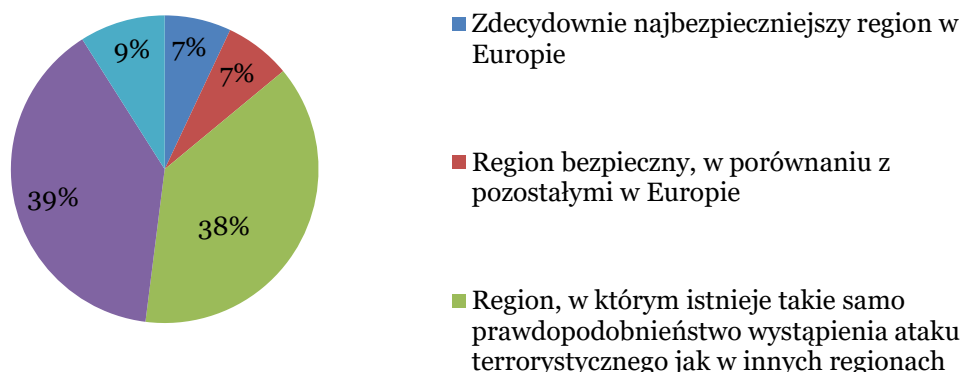 9%
7%
7%
39%
38%
Zdecydownie najbezpieczniejszy region w
Europie
Region bezpieczny, w porównaniu z
pozostałymi w Europie
Region, w którym istnieje takie samo
prawdopodobnieństwo wystąpienia ataku
terrorystycznego jak w innych regionach